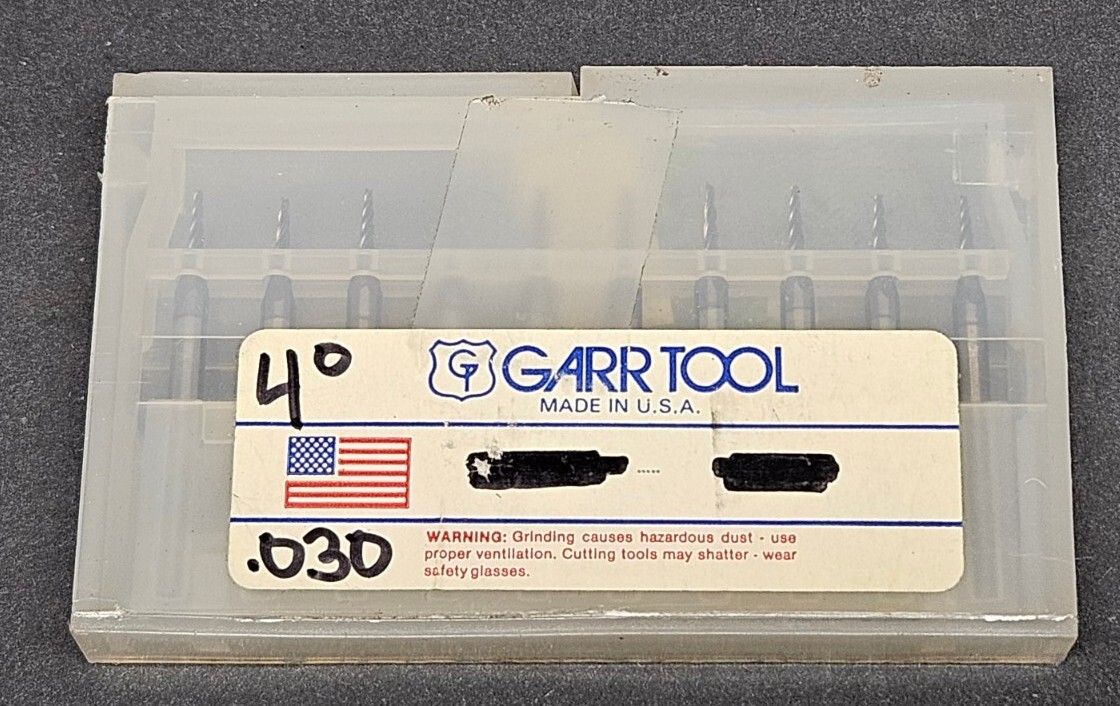 4°
GT GARR TOOL
MADE IN U.S.A.
.030
WARNING: Grinding causes hazardous dust - use
proper ventilation. Cutting tools may shatter - wear
safety glasses.